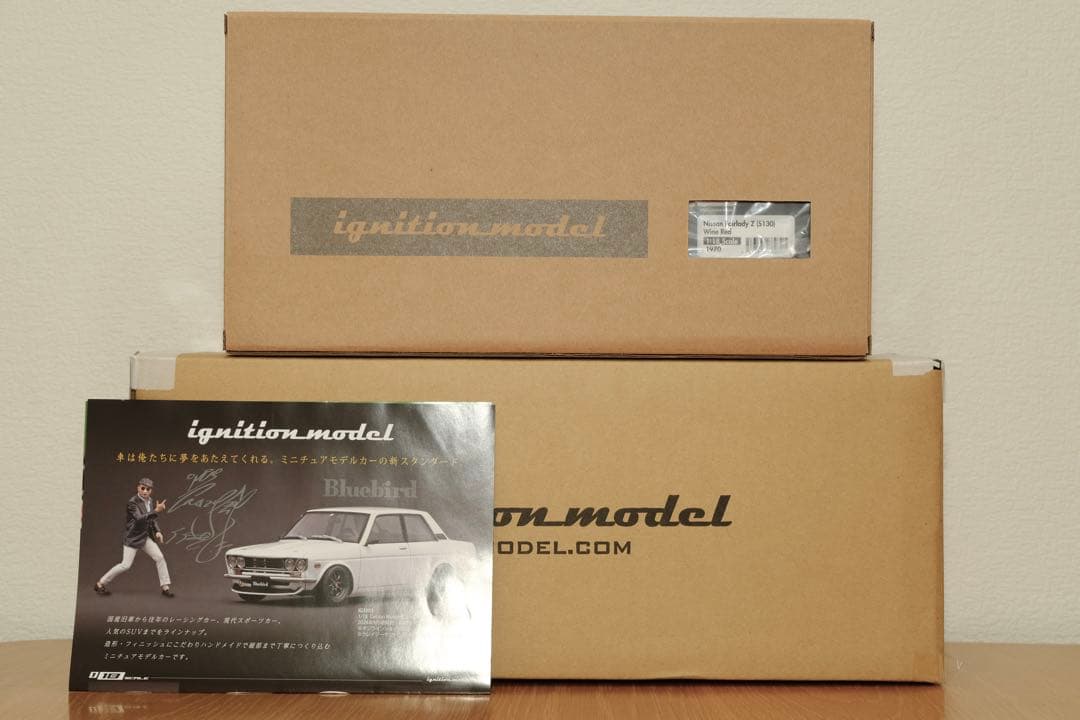 ignition model
Nissan Fairlady Z (S130)
Wine Red
1:18 Scale
1970
ignition model
車は俺たちに夢をあたえてくれる。ミニチュアモデルカーの新スタンダード
Bluebird
Bluebird
国産旧車から往年のレーシングカー、現代スポーツカー、
人気のSUVまでをラインナップ。
造形・フィニッシュにこだわりハンドメイドで細部まで丁寧につくり込む
ミニチュアモデルカーです。
1:18 SCALE
on model
ODEL.COM